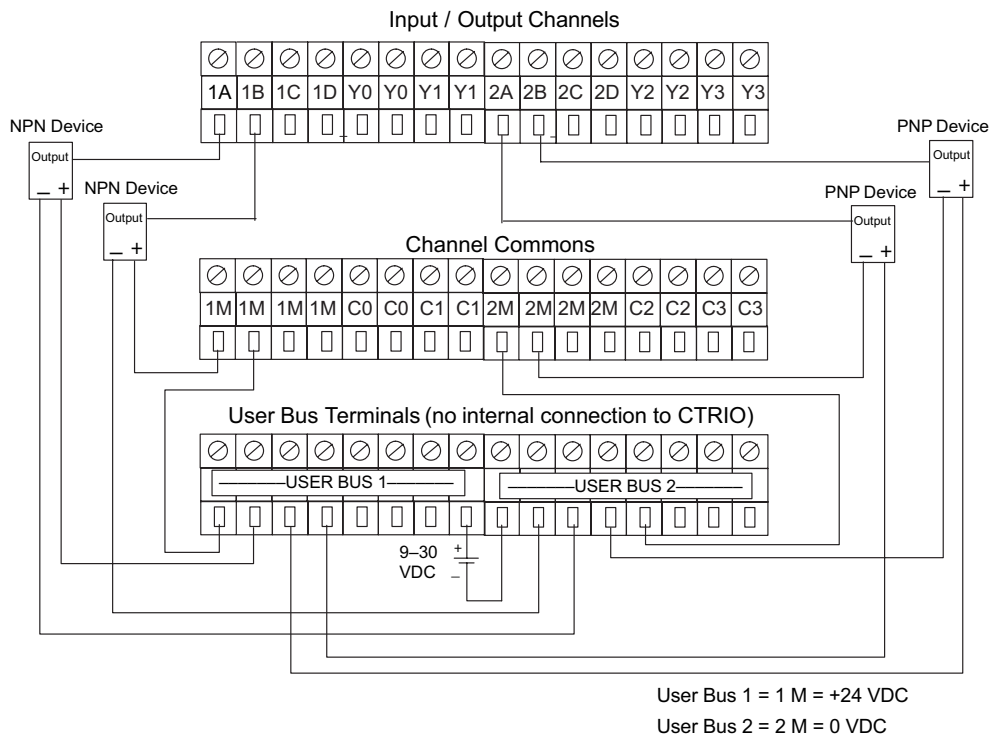 Input / Output Channels
1A 1B 1C 1D Y0 Y0 Y1 Y1 2A 2B 2C 2D Y2 Y2 Y3 Y3
NPN Device
Output
– +
NPN Device
Output
– +
PNP Device
Output
– +
PNP Device
Output
– +
Channel Commons
1M 1M 1M 1M C0 C0 C1 C1 2M 2M 2M 2M C2 C2 C3 C3
User Bus Terminals (no internal connection to CTRIO)
USER BUS 1
USER BUS 2
9–30
VDC
+
–
User Bus 1 = 1 M = +24 VDC
User Bus 2 = 2 M = 0 VDC